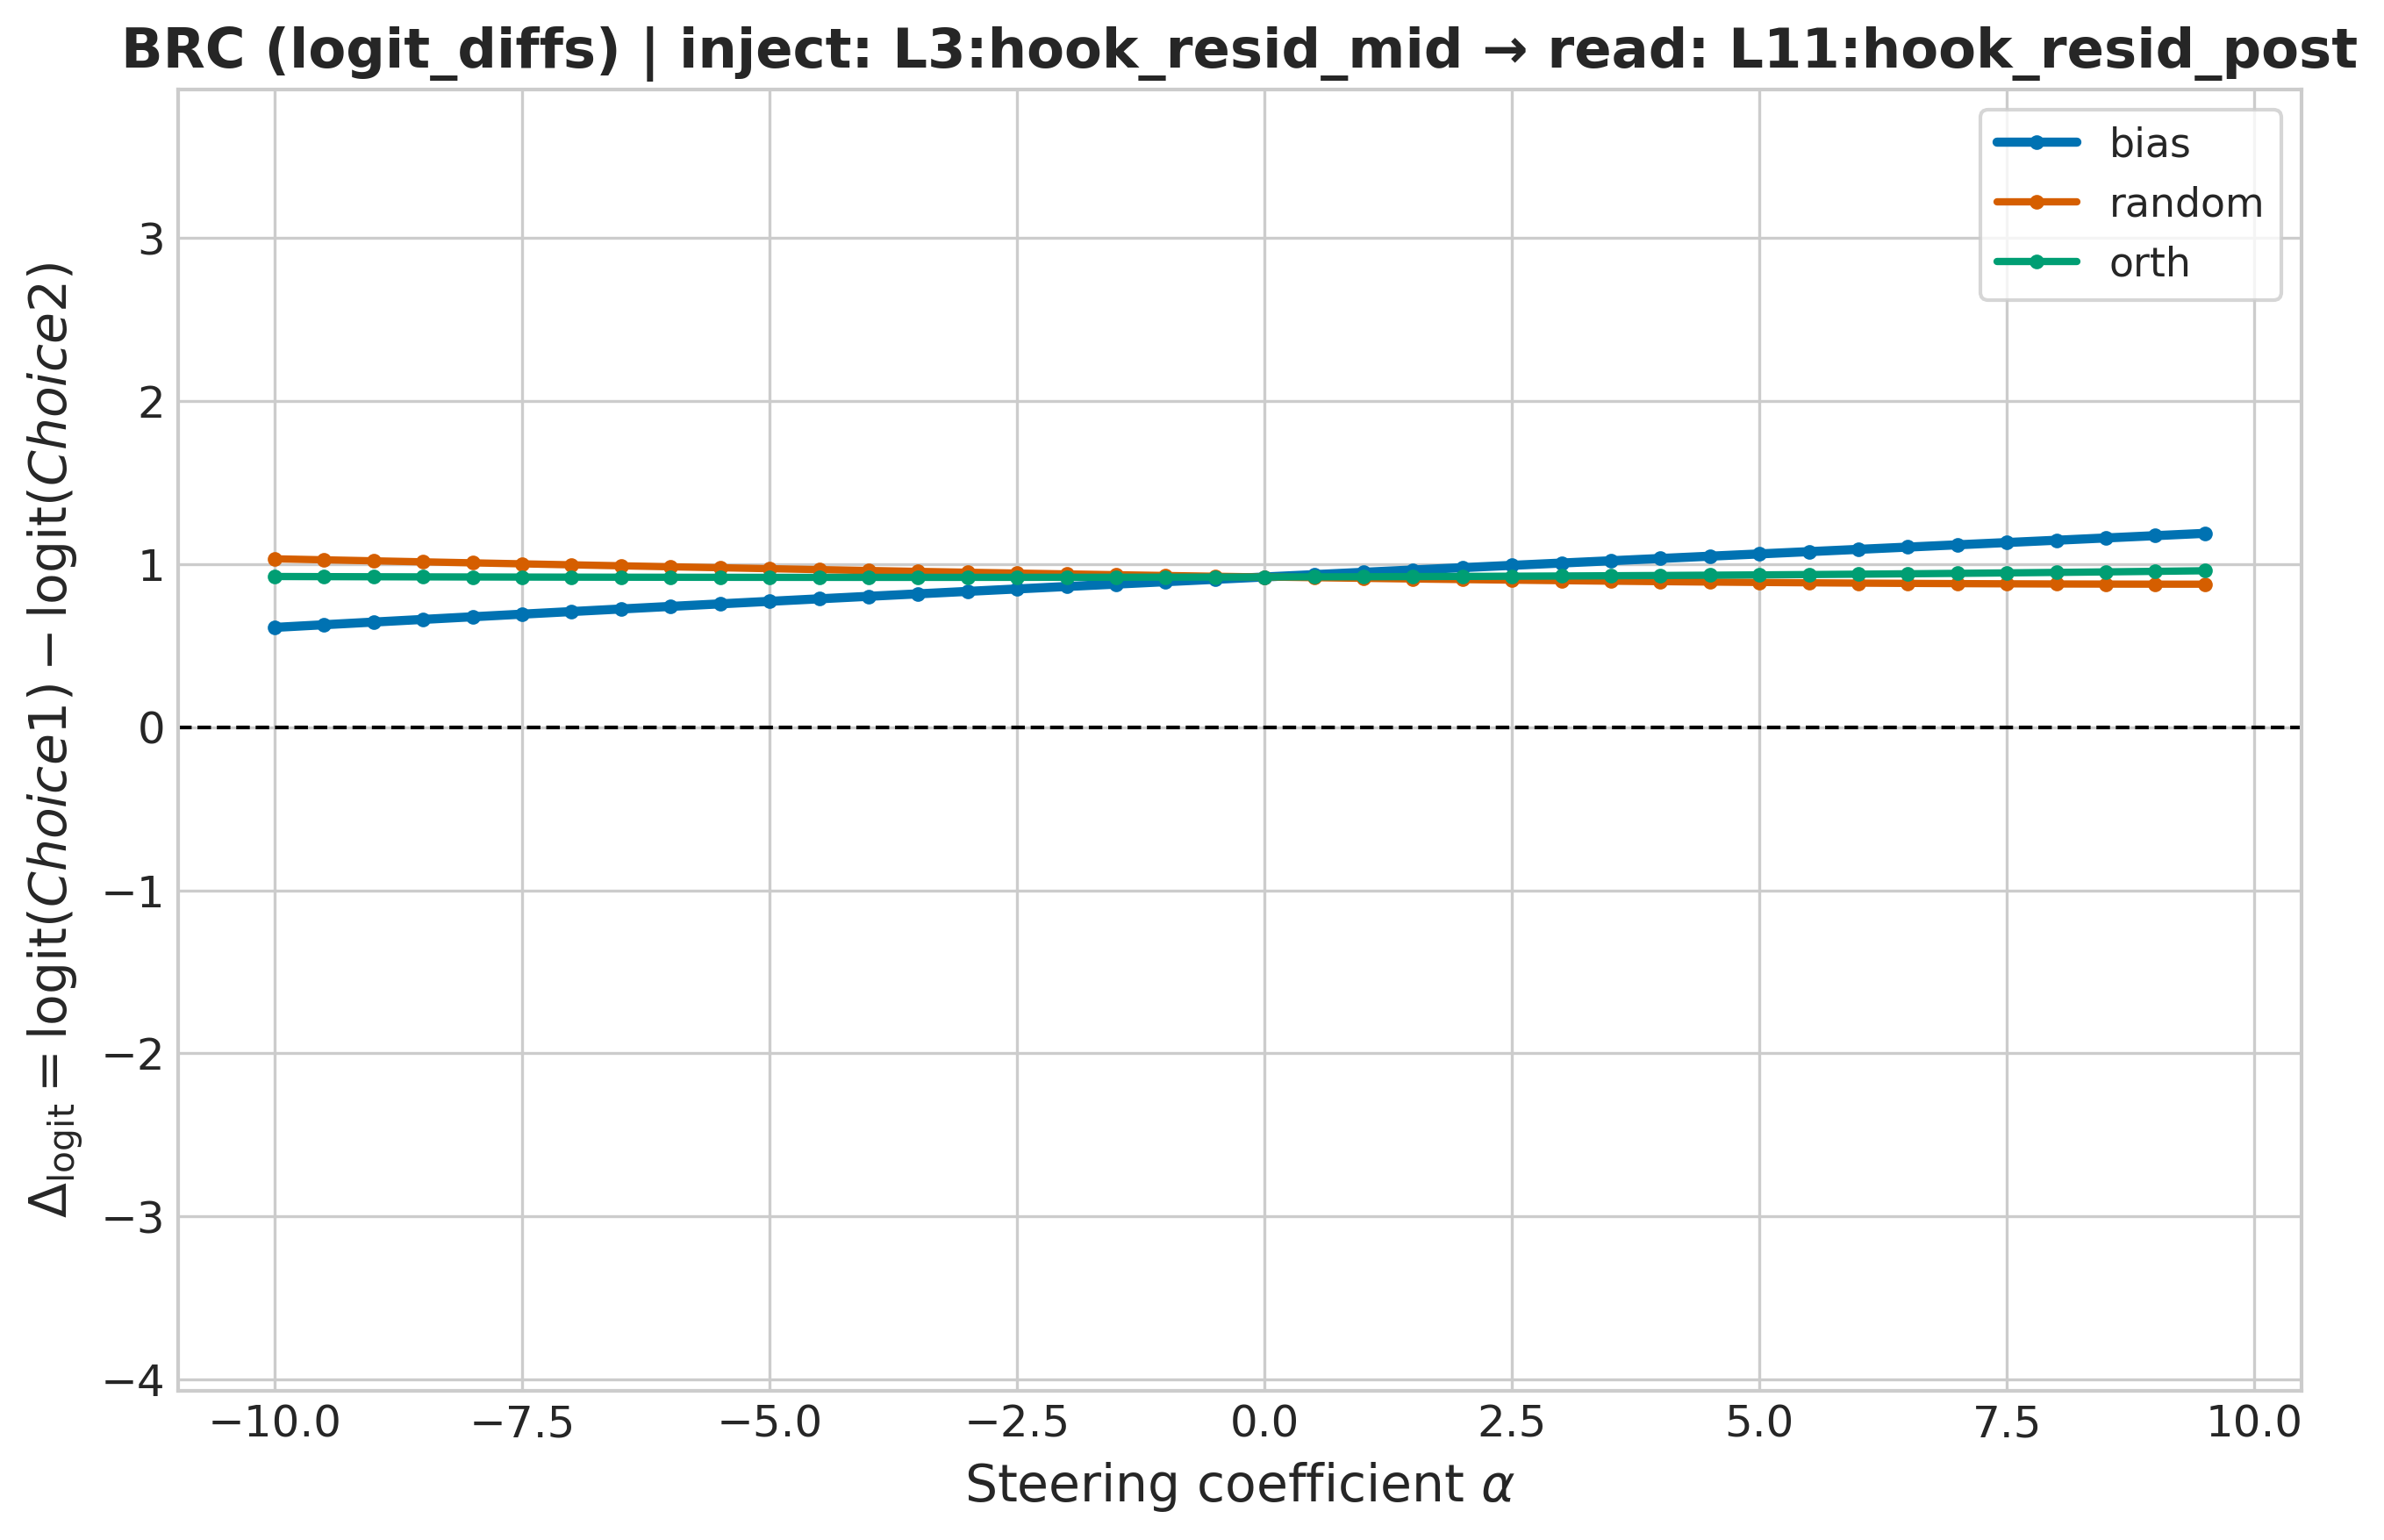 BRC (logit_diffs) | inject: L3:hook_resid_mid → read: L11:hook_resid_post
bias
random
orth
Δlogit = logit(Choice1) − logit(Choice2)
3
2
1
0
−1
−2
−3
−4
−10.0 −7.5 −5.0 −2.5 0.0 2.5 5.0 7.5 10.0
Steering coefficient α